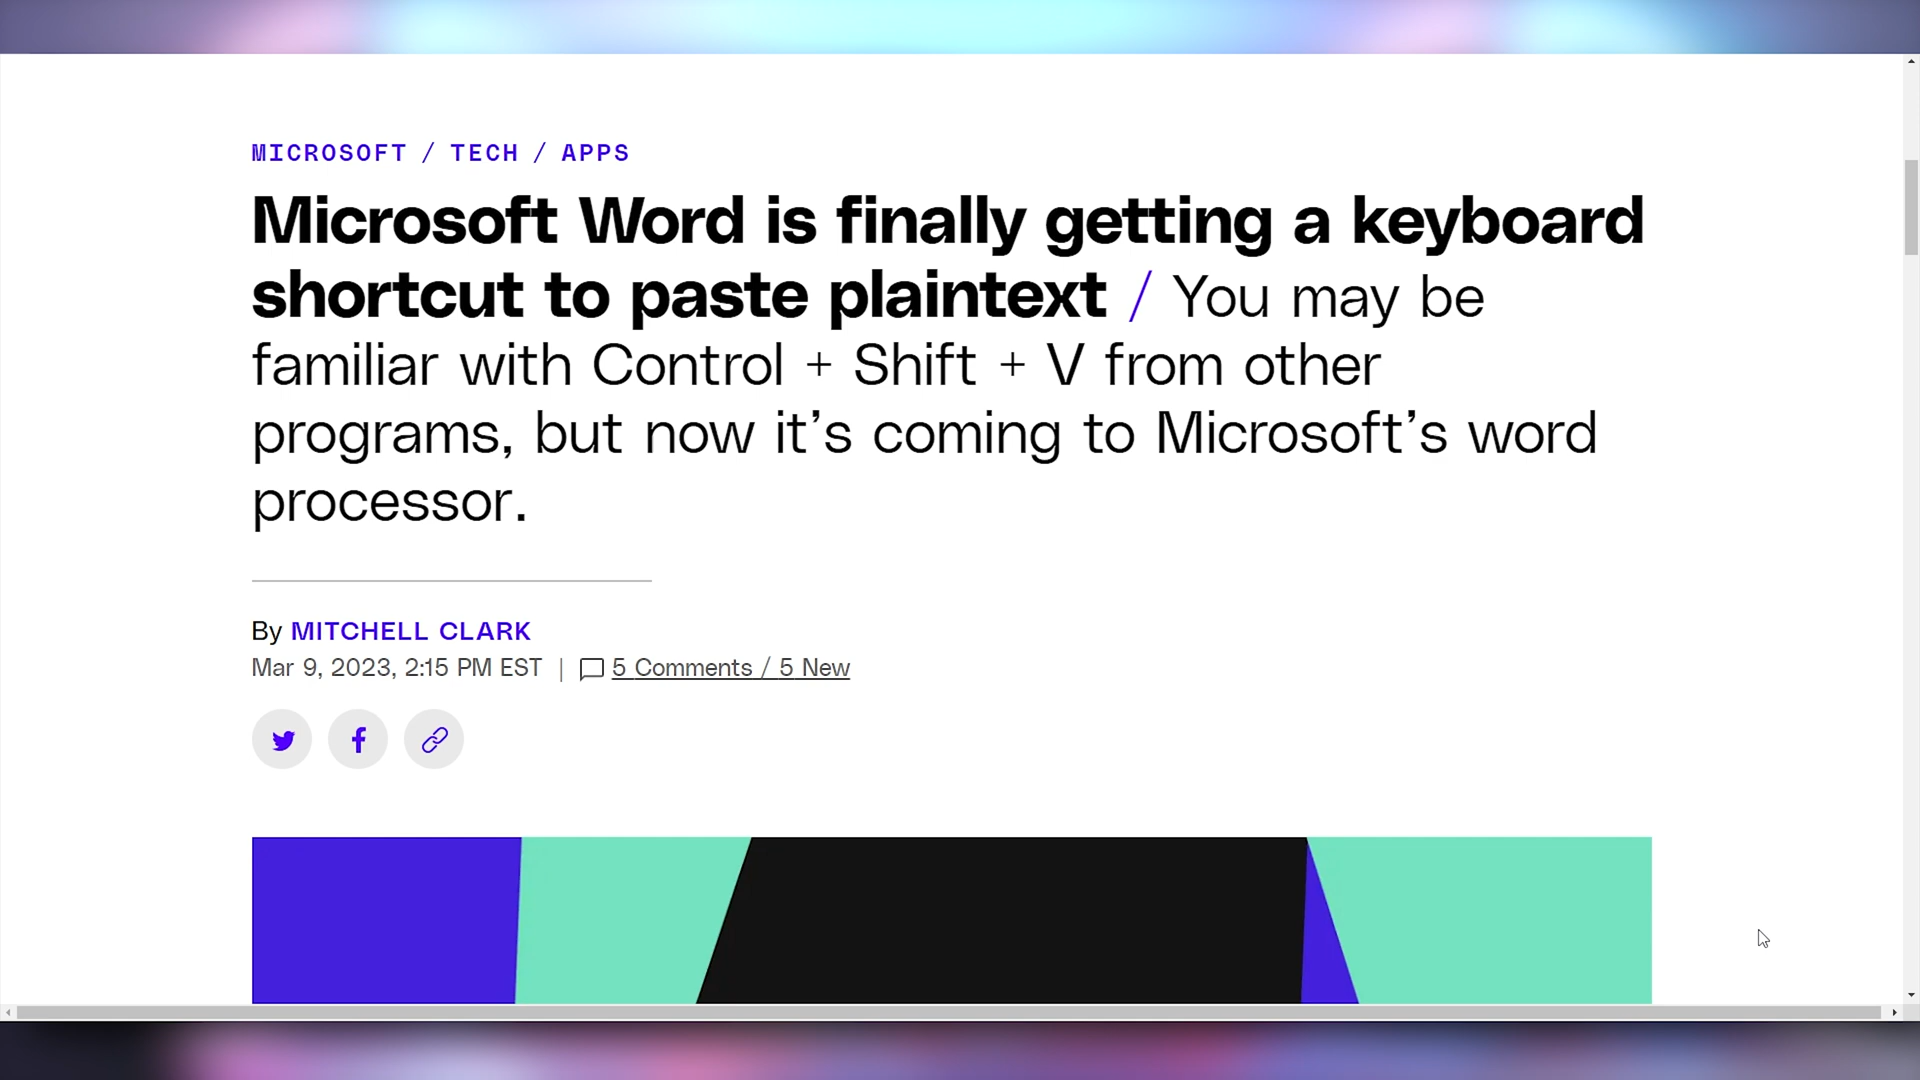 MICROSOFT / TECH / APPS
Microsoft Word is finally getting a keyboard
shortcut to paste plaintext / You may be
familiar with Control + Shift + V from other
programs, but now it’s coming to Microsoft’s word
processor.
By MITCHELL CLARK
Mar 9, 2023, 2:15 PM EST | 5 Comments / 5 New